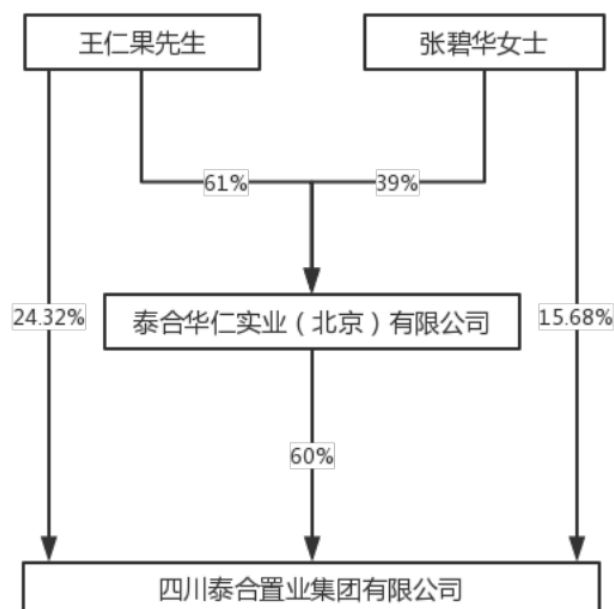 王仁果先生
张碧华女士
61%
39%
24.32%
泰合华仁实业（北京）有限公司
15.68%
60%
四川泰合置业集团有限公司